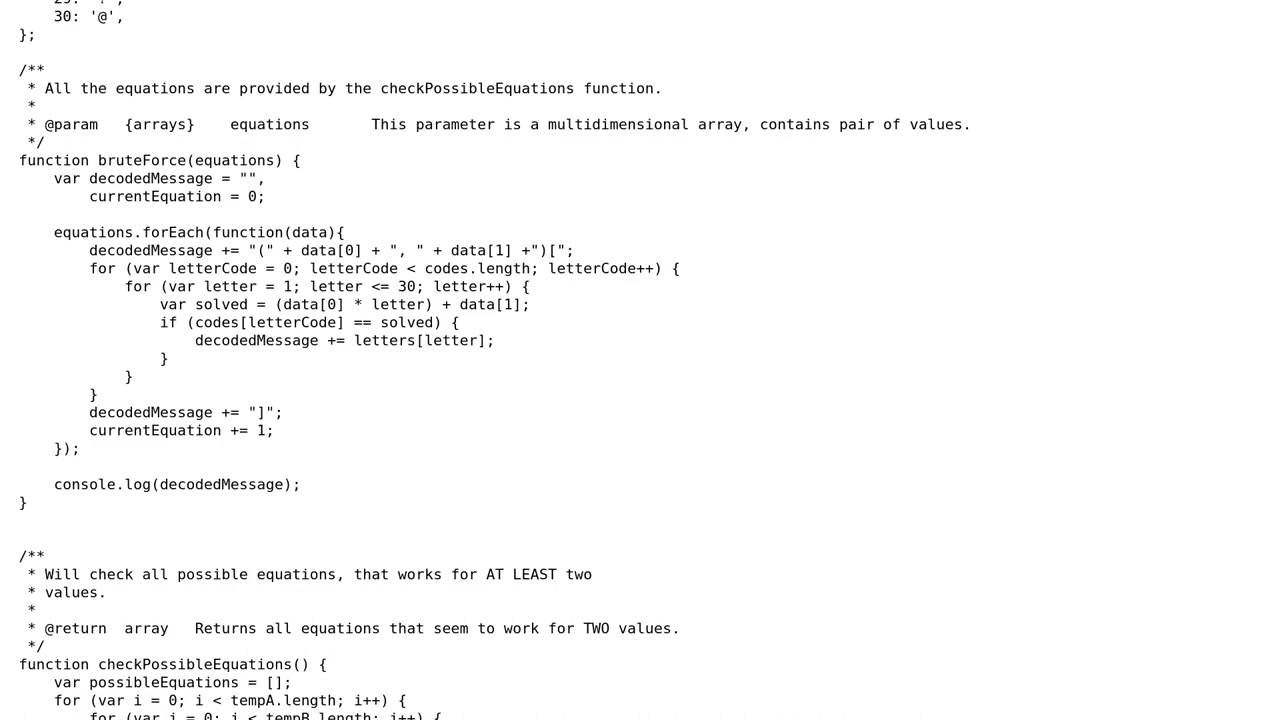 30: '@',
};
/**
 * All the equations are provided by the checkPossibleEquations function.
 *
 * @param   {arrays}    equations       This parameter is a multidimensional array, contains pair of values.
 */
function bruteForce(equations) {
    var decodedMessage = "",
        currentEquation = 0;
    equations.forEach(function(data){
        decodedMessage += "(" + data[0] + ", " + data[1] +")[";
        for (var letterCode = 0; letterCode < codes.length; letterCode++) {
            for (var letter = 1; letter <= 30; letter++) {
                var solved = (data[0] * letter) + data[1];
                if (codes[letterCode] == solved) {
                    decodedMessage += letters[letter];
                }
            }
        }
        decodedMessage += "]";
        currentEquation += 1;
    });
    console.log(decodedMessage);
}
/**
 * Will check all possible equations, that works for AT LEAST two
 * values.
 *
 * @return  array   Returns all equations that seem to work for TWO values.
 */
function checkPossibleEquations() {
    var possibleEquations = [];
    for (var i = 0; i < tempA.length; i++) {